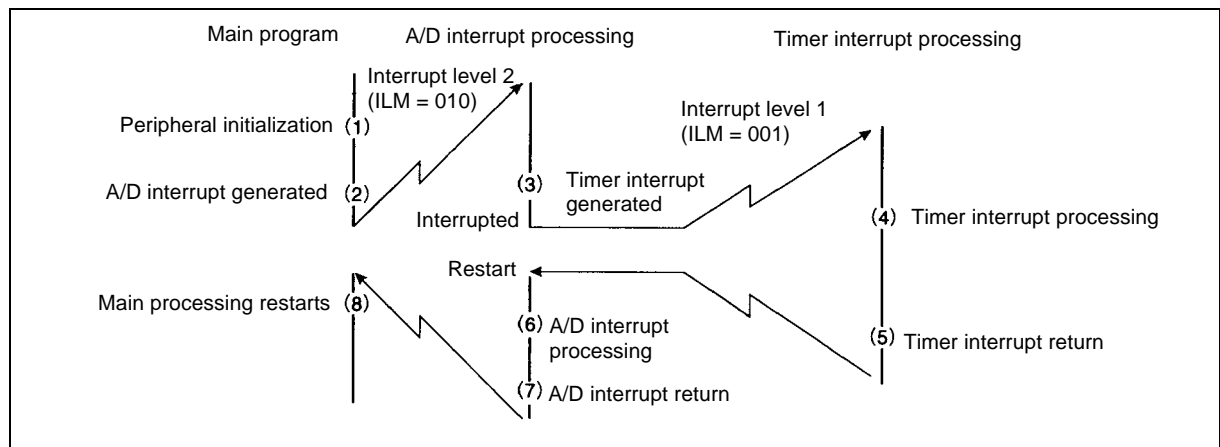 Main program
A/D interrupt processing
Timer interrupt processing
Interrupt level 2
(ILM = 010)
Interrupt level 1
(ILM = 001)
Peripheral initialization (1)
A/D interrupt generated (2)
(3) Timer interrupt
generated
Interrupted
(4) Timer interrupt processing
Restart
Main processing restarts (8)
(6) A/D interrupt
processing
(5) Timer interrupt return
(7) A/D interrupt return